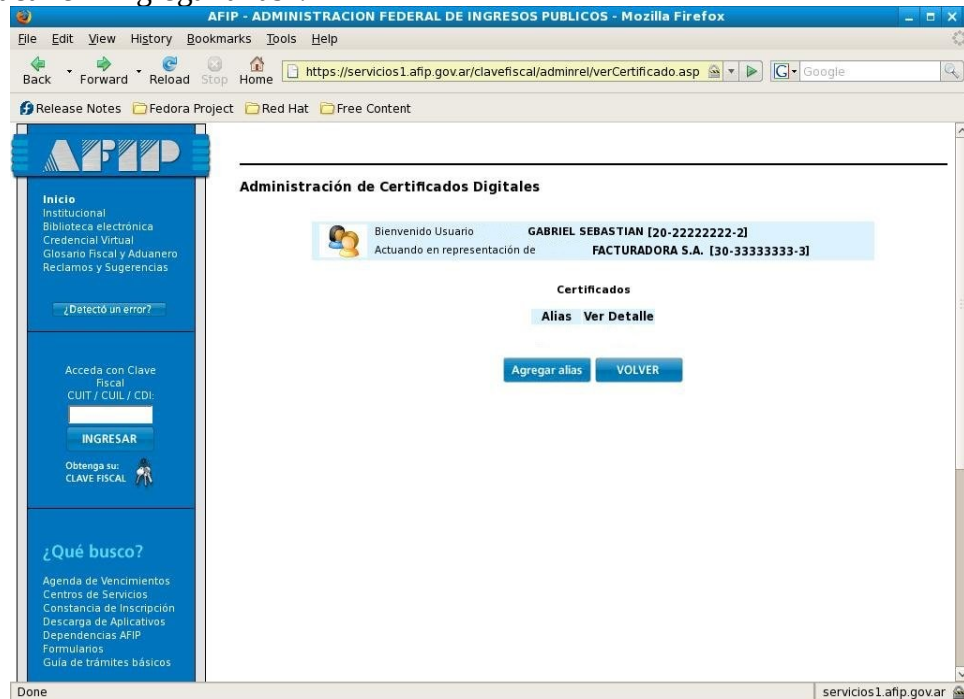 AFIP - ADMINISTRACION FEDERAL DE INGRESOS PUBLICOS - Mozilla Firefox
File Edit View History Bookmarks Tools Help
Back Forward Reload Stop Home https://servicios1.afip.gov.ar/clavefiscal/adminrel/verCertificado.asp G Google
Release Notes Fedora Project Red Hat Free Content
AFIP
Inicio
Institucional
Biblioteca electrónica
Credencial Virtual
Glosario Fiscal y Aduanero
Reclamos y Sugerencias
¿Detectó un error?
Acceda con Clave
Fiscal
CUIT / CUIL / CDI:
INGRESAR
Obtenga su:
CLAVE FISCAL
¿Qué busco?
Agenda de Vencimientos
Centros de Servicios
Constancia de Inscripción
Descarga de Aplicativos
Dependencias AFIP
Formularios
Guía de trámites básicos
Administración de Certificados Digitales
Bienvenido Usuario GABRIEL SEBASTIAN [20-22222222-2]
Actuando en representación de FACTURADORA S.A. [30-33333333-3]
Certificados
Alias Ver Detalle
Agregar alias VOLVER
Done servicios1.afip.gov.ar